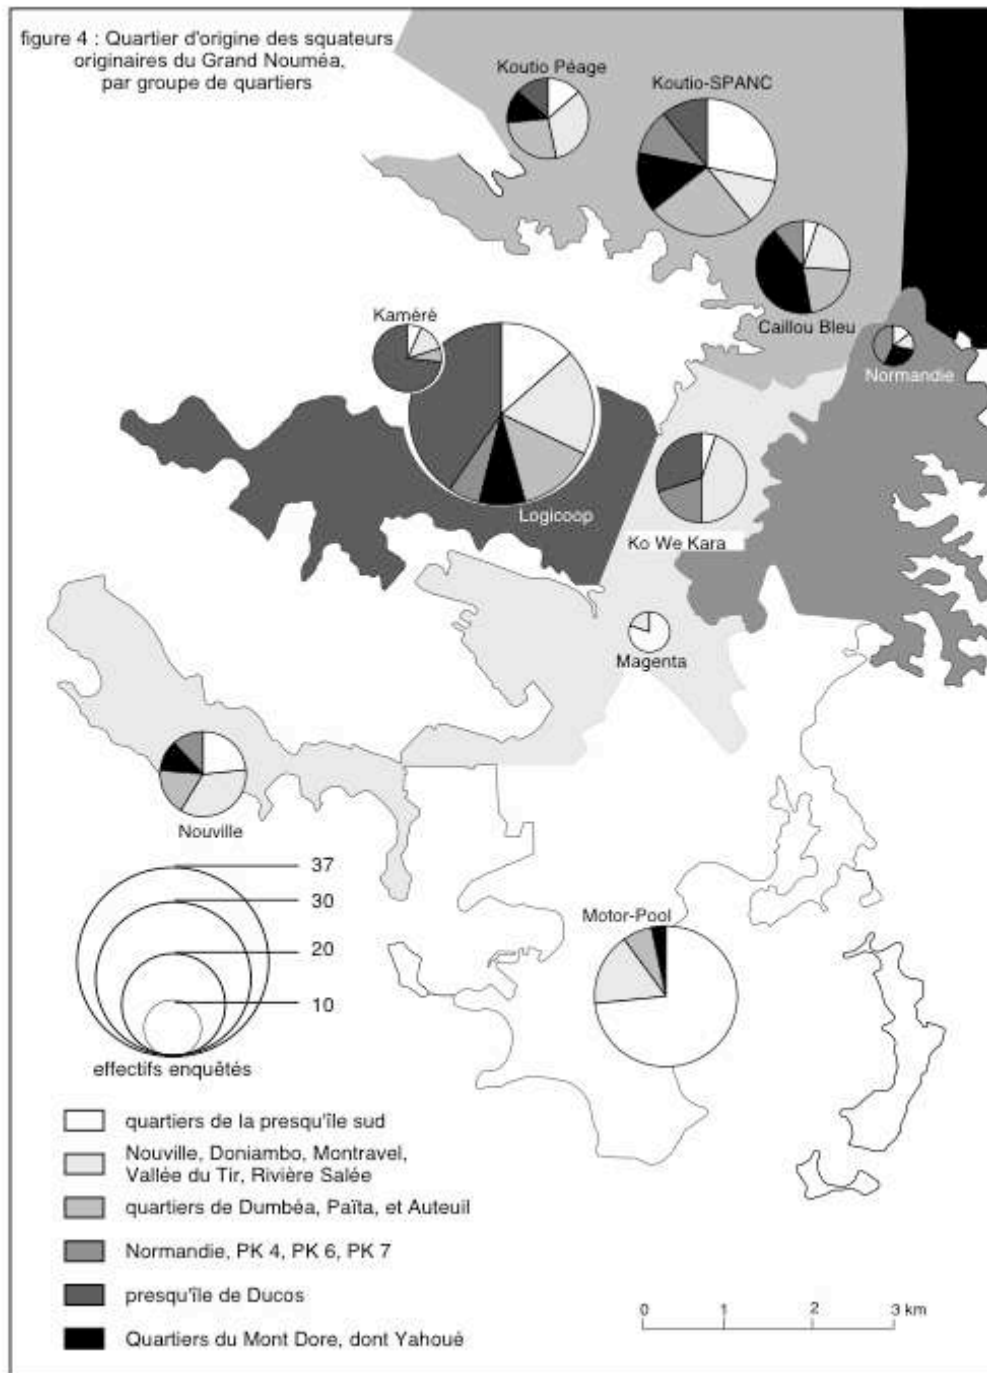 figure 4 : Quartier d'origine des squateurs
originaires du Grand Nouméa,
par groupe de quartiers
Koutio Péage
Koutio-SPANC
Caillou Bleu
Kaméré
Normandie
Logicoop
Ko We Kara
Magenta
Nouville
37
30
20
10
effectifs enquêtés
Motor-Pool
quartiers de la presqu'île sud
Nouville, Doniambo, Montravel,
Vallée du Tir, Rivière Salée
quartiers de Dumbéa, Païta, et Auteuil
Normandie, PK 4, PK 6, PK 7
presqu'île de Ducos
Quartiers du Mont Dore, dont Yahoué
0 1 2 3 km